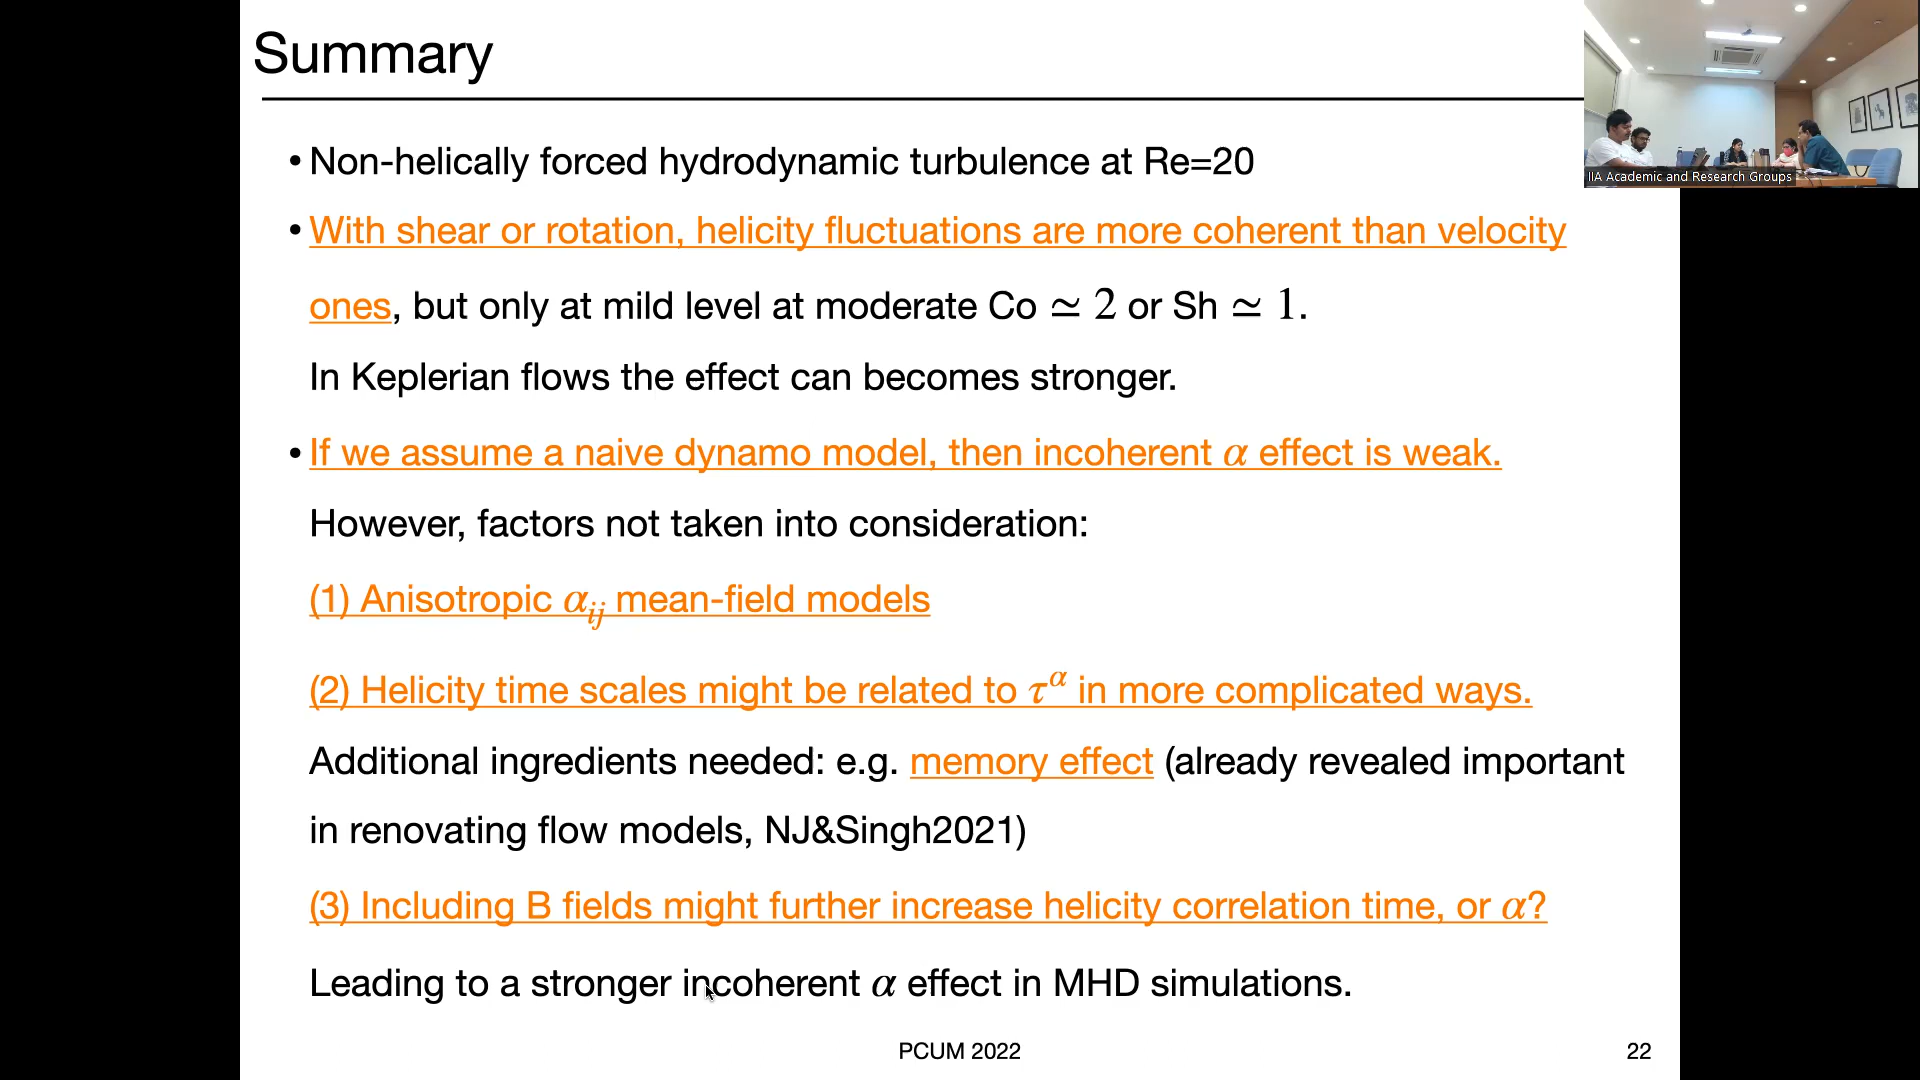 Summary
IIA Academic and Research Groups
• Non-helically forced hydrodynamic turbulence at Re=20
• With shear or rotation, helicity fluctuations are more coherent than velocity
ones, but only at mild level at moderate Co ≃ 2 or Sh ≃ 1.
In Keplerian flows the effect can becomes stronger.
• If we assume a naive dynamo model, then incoherent α effect is weak.
However, factors not taken into consideration:
(1) Anisotropic α_ij mean-field models
(2) Helicity time scales might be related to τ^α in more complicated ways.
Additional ingredients needed: e.g. memory effect (already revealed important
in renovating flow models, NJ&Singh2021)
(3) Including B fields might further increase helicity correlation time, or α?
Leading to a stronger incoherent α effect in MHD simulations.
PCUM 2022
22